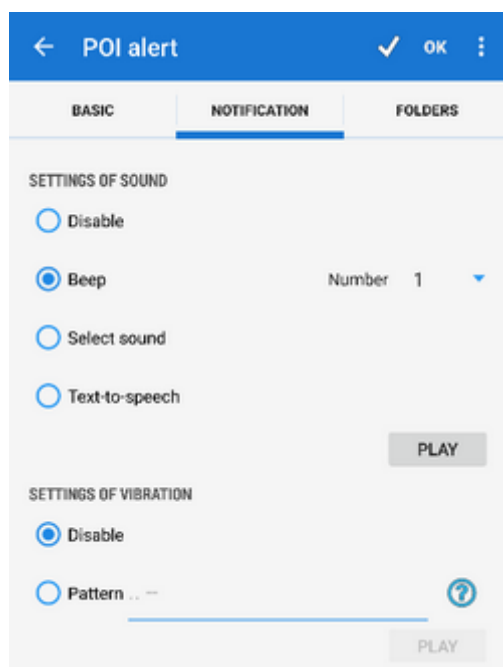 POI alert OK
BASIC NOTIFICATION FOLDERS
SETTINGS OF SOUND
Disable
Beep Number 1
Select sound
Text-to-speech
PLAY
SETTINGS OF VIBRATION
Disable
Pattern .. –
PLAY